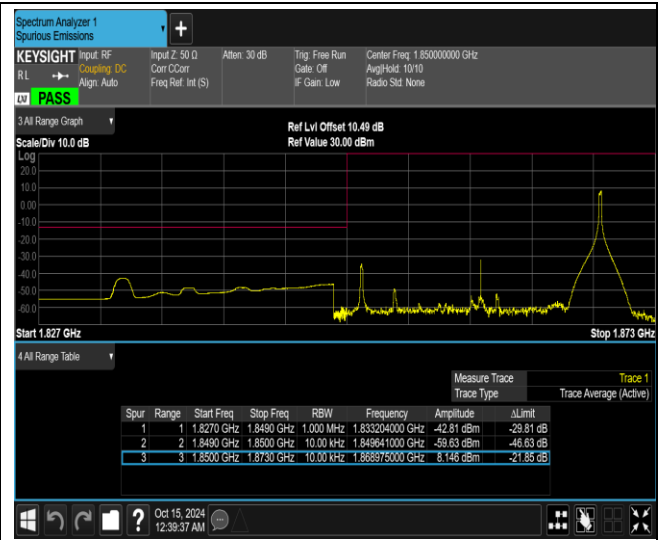 Spectrum Analyzer 1
Spurious Emissions
+
KEYSIGHT Input: RF Input Z: 50 Ω Atten: 30 dB Trig: Free Run Center Freq: 1.850000000 GHz
RL Coupling: DC Corr CCorr Gate: Off Avg|Hold: 10/10
Align: Auto Freq Ref: Int (S) IF Gain: Low Radio Std: None
LXI PASS
3 All Range Graph
Ref Lvl Offset 10.49 dB
Scale/Div 10.0 dB Ref Value 30.00 dBm
Log
20.0
10.0
0.00
-10.0
-20.0
-30.0
-40.0
-50.0
-60.0
Start 1.827 GHz Stop 1.873 GHz
4 All Range Table
Measure Trace Trace 1
Trace Type Trace Average (Active)
Spur Range Start Freq Stop Freq RBW Frequency Amplitude ΔLimit
1 1 1.8270 GHz 1.8490 GHz 1.000 MHz 1.833204000 GHz -42.81 dBm -29.81 dB
2 2 1.8490 GHz 1.8500 GHz 10.00 kHz 1.849641000 GHz -59.63 dBm -46.63 dB
3 3 1.8500 GHz 1.8730 GHz 10.00 kHz 1.868975000 GHz 8.146 dBm -21.85 dB
? Oct 15, 2024
12:39:37 AM